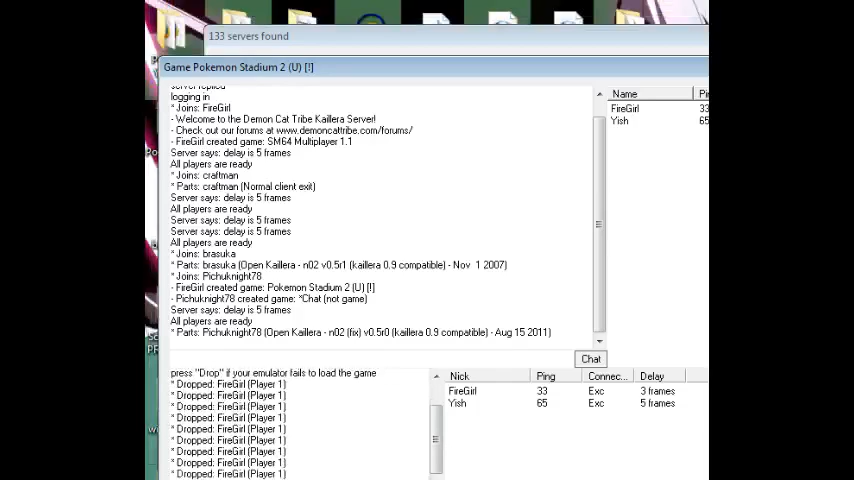 133 servers found
Game Pokemon Stadium 2 (U) [!]
server replied
logging in
* Joins: FireGirl
- Welcome to the Demon Cat Tribe Kaillera Server!
- Check out our forums at www.demoncattribe.com/forums/
- FireGirl created game: SM64 Multiplayer 1.1
Server says: delay is 5 frames
All players are ready
* Joins: craftman
* Parts: craftman (Normal client exit)
Server says: delay is 5 frames
All players are ready
Server says: delay is 5 frames
Server says: delay is 5 frames
All players are ready
* Joins: brasuka
* Parts: brasuka (Open Kaillera - n02 v0.5r1 (kaillera 0.9 compatible) - Nov  1 2007)
* Joins: Pichuknight78
- FireGirl created game: Pokemon Stadium 2 (U) [!]
- Pichuknight78 created game: *Chat (not game)
Server says: delay is 5 frames
All players are ready
* Parts: Pichuknight78 (Open Kaillera - n02 (fix) v0.5r0 (kaillera 0.9 compatible) - Aug 15 2011)
Name
FireGirl 33
Yish 65
Chat
press "Drop" if your emulator fails to load the game
* Dropped: FireGirl (Player 1)
* Dropped: FireGirl (Player 1)
* Dropped: FireGirl (Player 1)
* Dropped: FireGirl (Player 1)
* Dropped: FireGirl (Player 1)
* Dropped: FireGirl (Player 1)
* Dropped: FireGirl (Player 1)
* Dropped: FireGirl (Player 1)
* Dropped: FireGirl (Player 1)
Nick Ping Connec... Delay
FireGirl 33 Exc 3 frames
Yish 65 Exc 5 frames